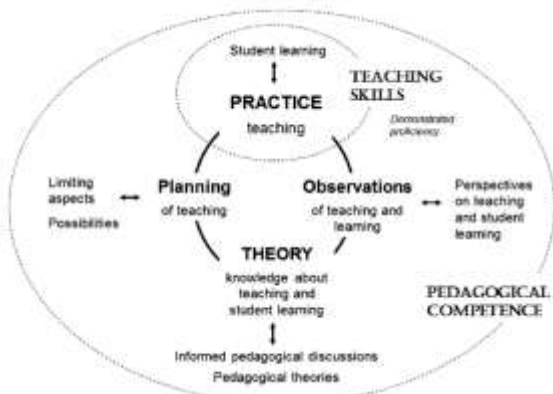 Student learning
PRACTICE
teaching
TEACHING
SKILLS
Demonstrated
proficiency
Limiting
aspects
Possibilities
Planning
of teaching
Observations
of teaching and
learning
Perspectives
on teaching
and student
learning
THEORY
knowledge about
teaching and
student learning
PEDAGOGICAL
COMPETENCE
Informed pedagogical discussions
Pedagogical theories